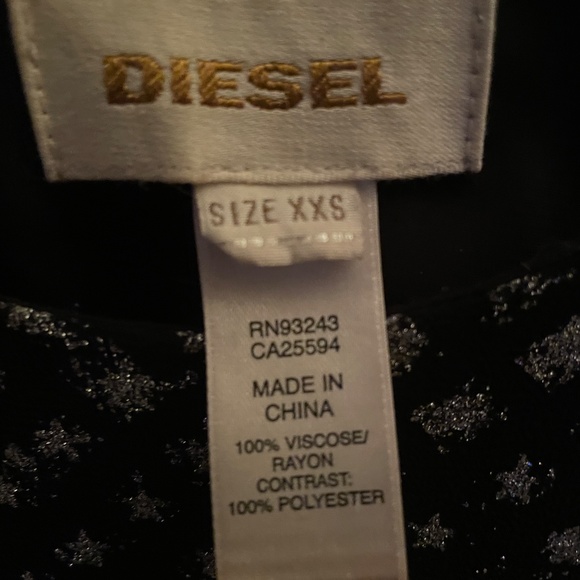 DIESEL
SIZE XXS
RN93243
CA25594
MADE IN
CHINA
100% VISCOSE/
RAYON
CONTRAST:
100% POLYESTER